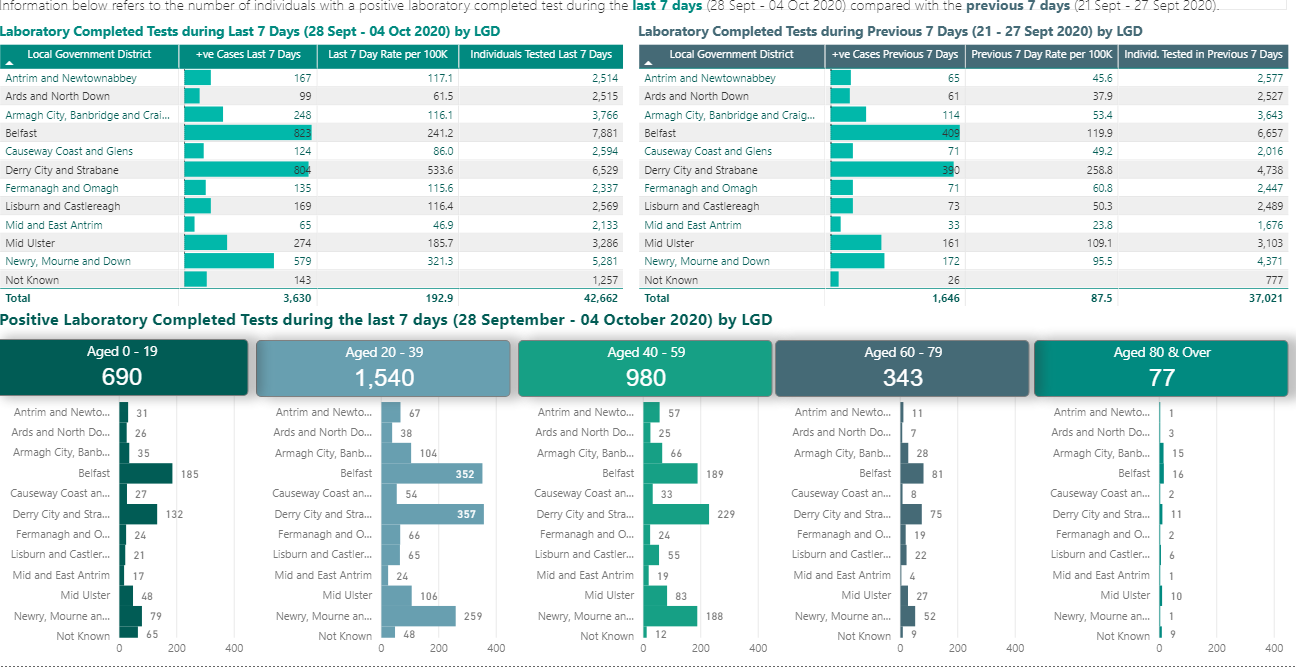 Information below refers to the number of individuals with a positive laboratory completed test during the last 7 days (28 Sept - 04 Oct 2020) compared with the previous 7 days (21 Sept - 27 Sept 2020).
Laboratory Completed Tests during Last 7 Days (28 Sept - 04 Oct 2020) by LGD
Local Government District +ve Cases Last 7 Days Last 7 Day Rate per 100K Individuals Tested Last 7 Days
Antrim and Newtownabbey 167 117.1 2,514
Ards and North Down 99 61.5 2,515
Armagh City, Banbridge and Crai... 248 116.1 3,766
Belfast 823 241.2 7,881
Causeway Coast and Glens 124 86.0 2,594
Derry City and Strabane 804 533.6 6,529
Fermanagh and Omagh 135 115.6 2,337
Lisburn and Castlereagh 169 116.4 2,569
Mid and East Antrim 65 46.9 2,133
Mid Ulster 274 185.7 3,286
Newry, Mourne and Down 579 321.3 5,281
Not Known 143 1,257
Total 3,630 192.9 42,662
Laboratory Completed Tests during Previous 7 Days (21 - 27 Sept 2020) by LGD
Local Government District +ve Cases Previous 7 Days Previous 7 Day Rate per 100K Individ. Tested in Previous 7 Days
Antrim and Newtownabbey 65 45.6 2,577
Ards and North Down 61 37.9 2,527
Armagh City, Banbridge and Craig... 114 53.4 3,643
Belfast 409 119.9 6,657
Causeway Coast and Glens 71 49.2 2,016
Derry City and Strabane 390 258.8 4,738
Fermanagh and Omagh 71 60.8 2,447
Lisburn and Castlereagh 73 50.3 2,489
Mid and East Antrim 33 23.8 1,676
Mid Ulster 161 109.1 3,103
Newry, Mourne and Down 172 95.5 4,371
Not Known 26 777
Total 1,646 87.5 37,021
Positive Laboratory Completed Tests during the last 7 days (28 September - 04 October 2020) by LGD
Aged 0 - 19
690
Antrim and Newto... 31
Ards and North Do... 26
Armagh City, Banb... 35
Belfast 185
Causeway Coast an... 27
Derry City and Stra... 132
Fermanagh and O... 24
Lisburn and Castler... 21
Mid and East Antrim 17
Mid Ulster 48
Newry, Mourne an... 79
Not Known 65
0 200 400
Aged 20 - 39
1,540
Antrim and Newto... 67
Ards and North Do... 38
Armagh City, Banb... 104
Belfast 352
Causeway Coast an... 54
Derry City and Stra... 357
Fermanagh and O... 66
Lisburn and Castler... 65
Mid and East Antrim 24
Mid Ulster 106
Newry, Mourne an... 259
Not Known 48
0 200 400
Aged 40 - 59
980
Antrim and Newto... 57
Ards and North Do... 25
Armagh City, Banb... 66
Belfast 189
Causeway Coast an... 33
Derry City and Stra... 229
Fermanagh and O... 24
Lisburn and Castler... 55
Mid and East Antrim 19
Mid Ulster 83
Newry, Mourne an... 188
Not Known 12
0 200 400
Aged 60 - 79
343
Antrim and Newto... 11
Ards and North Do... 7
Armagh City, Banb... 28
Belfast 81
Causeway Coast an... 8
Derry City and Stra... 75
Fermanagh and O... 19
Lisburn and Castler... 22
Mid and East Antrim 4
Mid Ulster 27
Newry, Mourne an... 52
Not Known 9
0 200 400
Aged 80 & Over
77
Antrim and Newto... 1
Ards and North Do... 3
Armagh City, Banb... 15
Belfast 16
Causeway Coast an... 2
Derry City and Stra... 11
Fermanagh and O... 2
Lisburn and Castler... 6
Mid and East Antrim 1
Mid Ulster 10
Newry, Mourne an... 1
Not Known 9
0 200 400